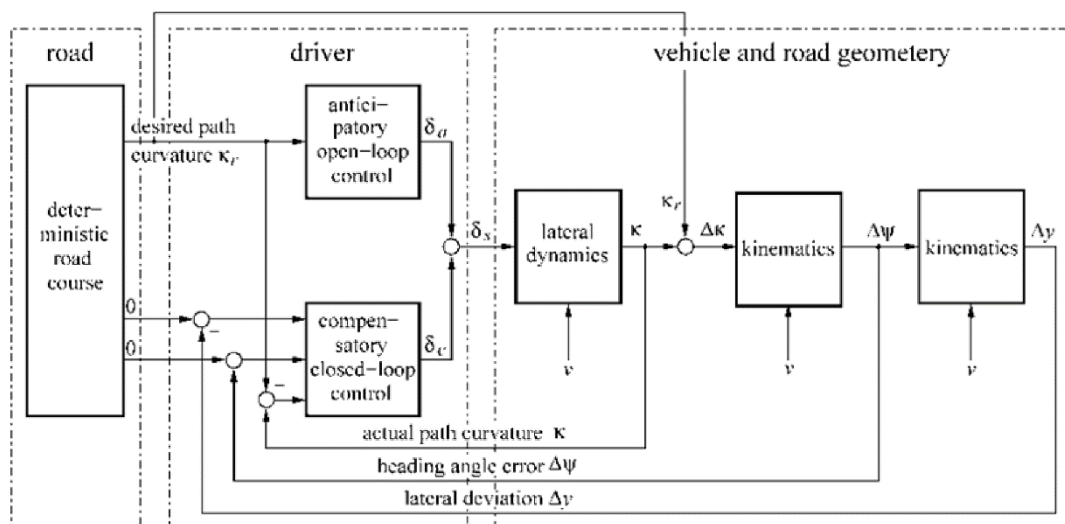 road
driver
vehicle and road geometery
deter–
ministic
road
course
desired path
curvature κr
0
0
antici–
patory
open–loop
control
δa
compen–
satory
closed–loop
control
δc
–
–
δs
lateral
dynamics
v
κ
κr
Δκ
kinematics
v
Δψ
kinematics
v
Δy
actual path curvature κ
heading angle error Δψ
lateral deviation Δy